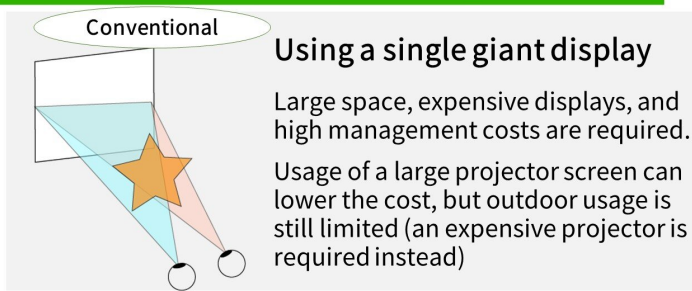 Conventional
Using a single giant display
Large space, expensive displays, and
high management costs are required.
Usage of a large projector screen can
lower the cost, but outdoor usage is
still limited (an expensive projector is
required instead)